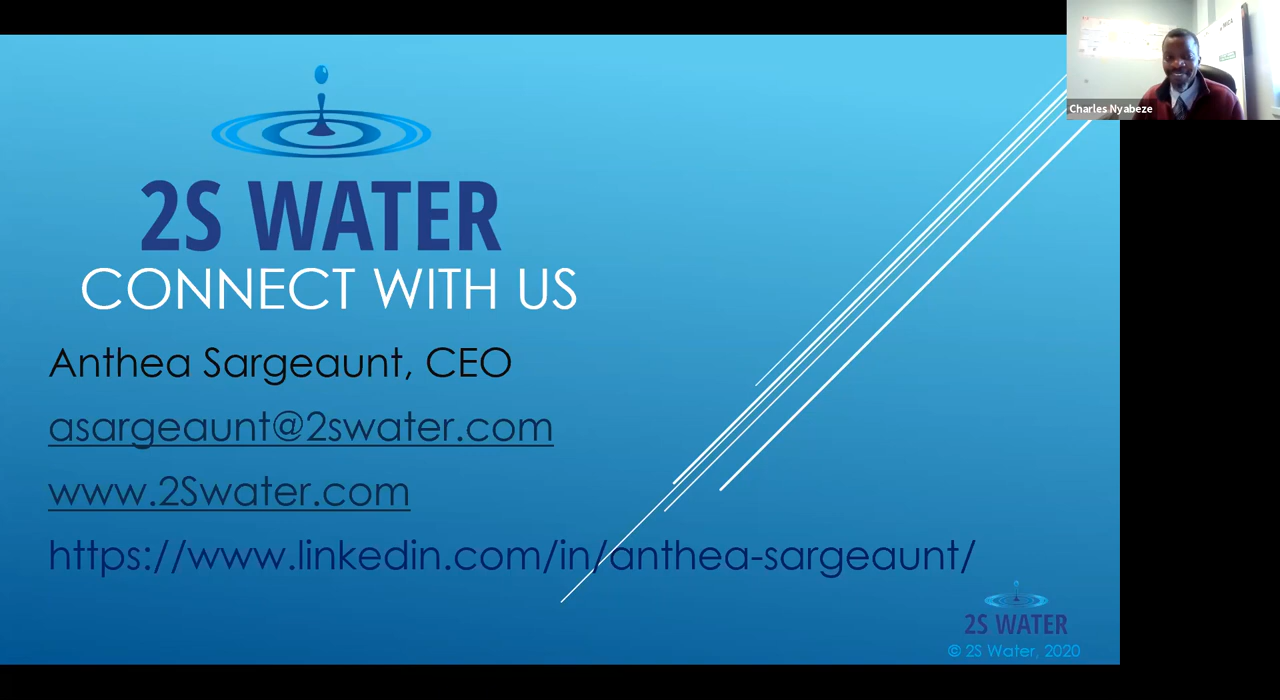 2S WATER
CONNECT WITH US
Anthea Sargeaunt, CEO
asargeaunt@2swater.com
www.2Swater.com
https://www.linkedin.com/in/anthea-sargeaunt/
2S WATER
© 2S Water, 2020
Charles Nyabeze